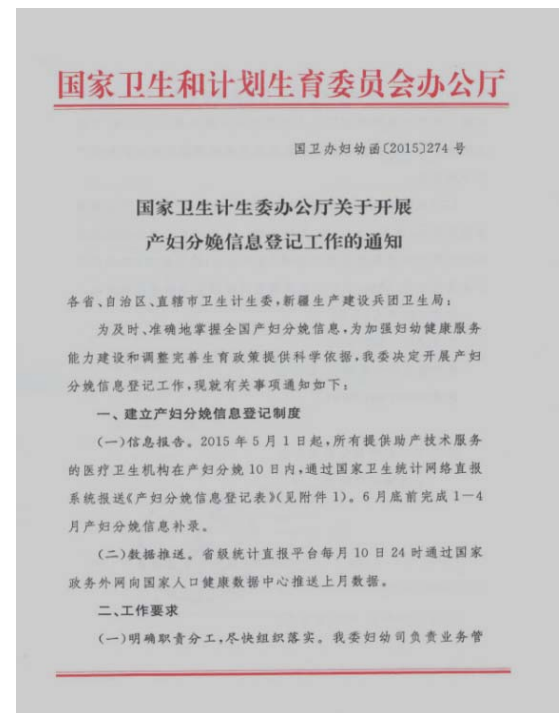 国家卫生和计划生育委员会办公厅
国卫办妇幼函〔2015〕274 号
国家卫生计生委办公厅关于开展
产妇分娩信息登记工作的通知
各省、自治区、直辖市卫生计生委,新疆生产建设兵团卫生局:
为及时、准确地掌握全国产妇分娩信息,为加强妇幼健康服务
能力建设和调整完善生育政策提供科学依据,我委决定开展产妇
分娩信息登记工作,现就有关事项通知如下:
一、建立产妇分娩信息登记制度
(一)信息报告。2015 年 5 月 1 日起,所有提供助产技术服务
的医疗卫生机构在产妇分娩 10 日内,通过国家卫生统计网络直报
系统报送《产妇分娩信息登记表》(见附件 1)。6 月底前完成 1—4
月产妇分娩信息补录。
(二)数据推送。省级统计直报平台每月 10 日 24 时通过国家
政务外网向国家人口健康数据中心推送上月数据。
二、工作要求
(一)明确职责分工,尽快组织落实。我委妇幼司负责业务管